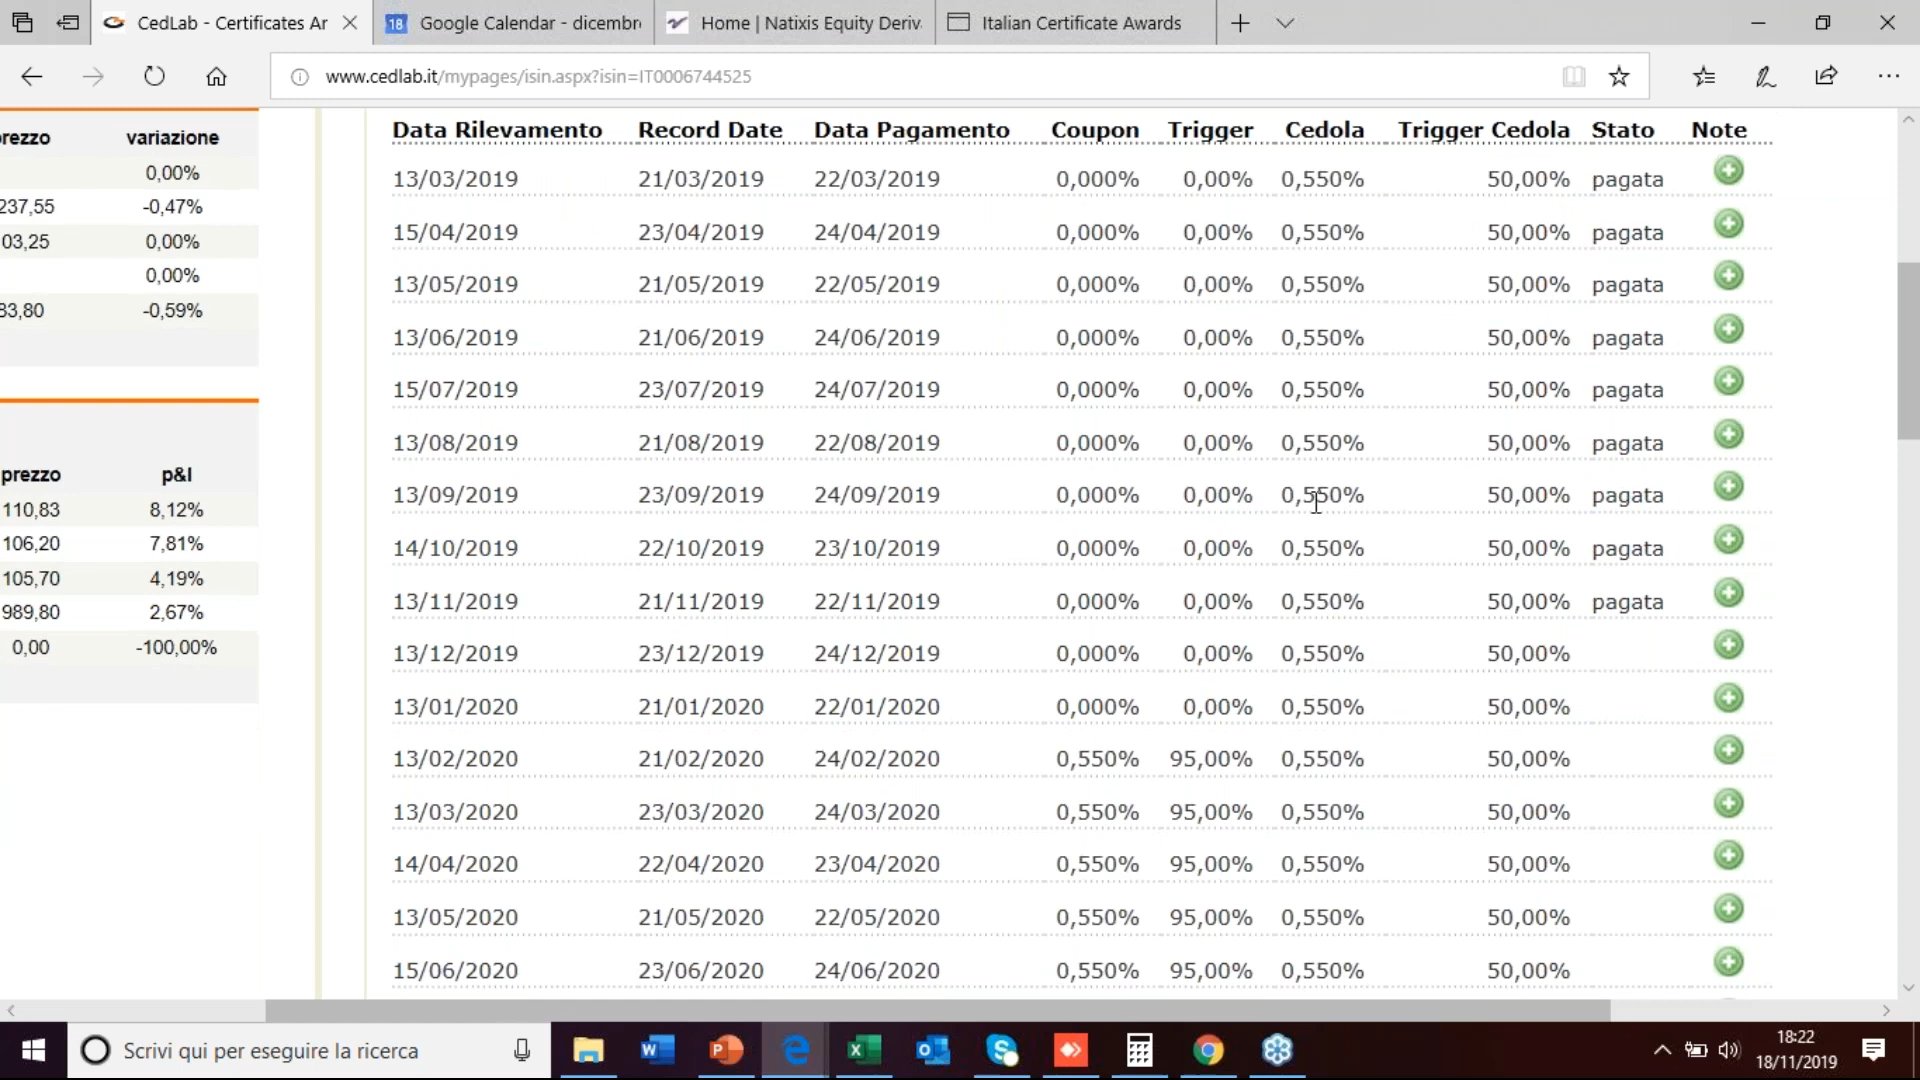 CedLab - Certificates Ar
18 Google Calendar - dicembre
Home | Natixis Equity Deriv
Italian Certificate Awards
www.cedlab.it/mypages/isin.aspx?isin=IT0006744525
prezzo variazione
0,00%
237,55 -0,47%
03,25 0,00%
0,00%
83,80 -0,59%
prezzo p&l
110,83 8,12%
106,20 7,81%
105,70 4,19%
989,80 2,67%
0,00 -100,00%
Data Rilevamento Record Date Data Pagamento Coupon Trigger Cedola Trigger Cedola Stato Note
13/03/2019 21/03/2019 22/03/2019 0,000% 0,00% 0,550% 50,00% pagata
15/04/2019 23/04/2019 24/04/2019 0,000% 0,00% 0,550% 50,00% pagata
13/05/2019 21/05/2019 22/05/2019 0,000% 0,00% 0,550% 50,00% pagata
13/06/2019 21/06/2019 24/06/2019 0,000% 0,00% 0,550% 50,00% pagata
15/07/2019 23/07/2019 24/07/2019 0,000% 0,00% 0,550% 50,00% pagata
13/08/2019 21/08/2019 22/08/2019 0,000% 0,00% 0,550% 50,00% pagata
13/09/2019 23/09/2019 24/09/2019 0,000% 0,00% 0,550% 50,00% pagata
14/10/2019 22/10/2019 23/10/2019 0,000% 0,00% 0,550% 50,00% pagata
13/11/2019 21/11/2019 22/11/2019 0,000% 0,00% 0,550% 50,00% pagata
13/12/2019 23/12/2019 24/12/2019 0,000% 0,00% 0,550% 50,00%
13/01/2020 21/01/2020 22/01/2020 0,000% 0,00% 0,550% 50,00%
13/02/2020 21/02/2020 24/02/2020 0,550% 95,00% 0,550% 50,00%
13/03/2020 23/03/2020 24/03/2020 0,550% 95,00% 0,550% 50,00%
14/04/2020 22/04/2020 23/04/2020 0,550% 95,00% 0,550% 50,00%
13/05/2020 21/05/2020 22/05/2020 0,550% 95,00% 0,550% 50,00%
15/06/2020 23/06/2020 24/06/2020 0,550% 95,00% 0,550% 50,00%
Scrivi qui per eseguire la ricerca
18:22
18/11/2019